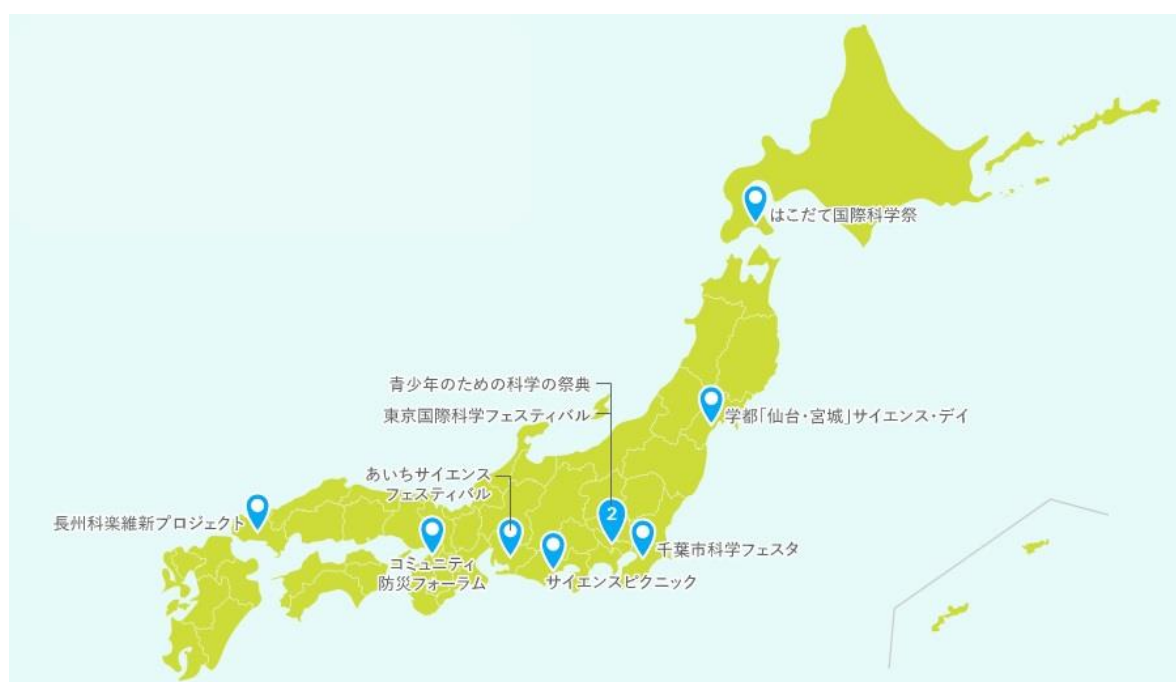 はこだて国際科学祭
青少年のための科学の祭典
東京国際科学フェスティバル
学都「仙台・宮城」サイエンス・デイ
あいちサイエンス
フェスティバル
2
長州科楽維新プロジェクト
千葉市科学フェスタ
コミュニティ
防災フォーラム
サイエンスピクニック